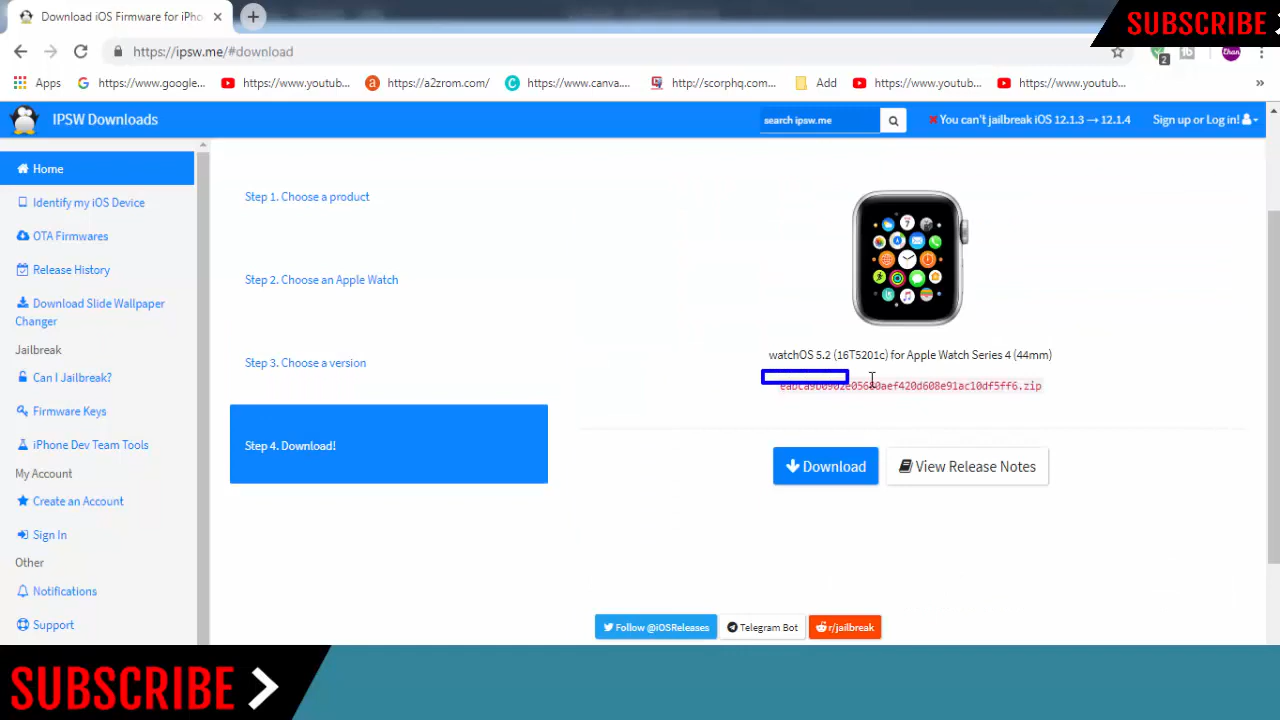 Download iOS Firmware for iPho
SUBSCRIBE
https://ipsw.me/#download
2
than
Apps
https://www.google...
https://www.youtub...
https://a2zrom.com/
https://www.canva...
http://scorphq.com...
Add
https://www.youtub...
https://www.youtub...
IPSW Downloads
search ipsw.me
You can't jailbreak iOS 12.1.3 → 12.1.4
Sign up or Log in!
Home
Identify my iOS Device
OTA Firmwares
Release History
Download Slide Wallpaper
Changer
Jailbreak
Can I Jailbreak?
Firmware Keys
iPhone Dev Team Tools
My Account
Create an Account
Sign In
Other
Notifications
Support
Step 1. Choose a product
Step 2. Choose an Apple Watch
Step 3. Choose a version
Step 4. Download!
watchOS 5.2 (16T5201c) for Apple Watch Series 4 (44mm)
Download
View Release Notes
Follow @iOSReleases
Telegram Bot
r/jailbreak
SUBSCRIBE